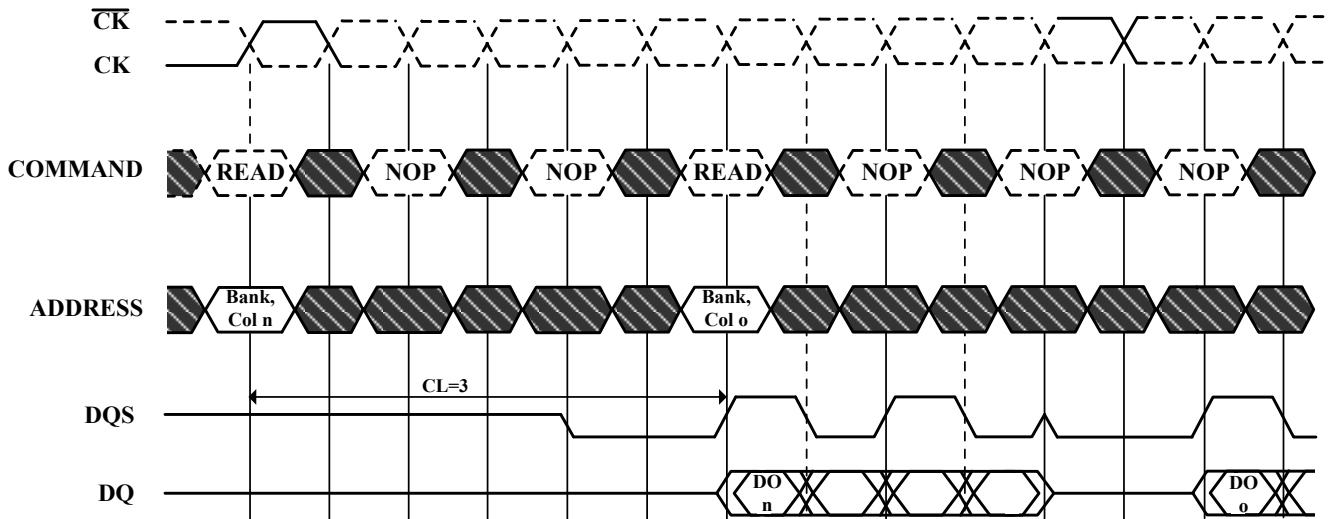 CK
CK
COMMAND
READ
NOP
NOP
READ
NOP
NOP
NOP
ADDRESS
Bank,
Col n
Bank,
Col o
CL=3
DQS
DQ
DO
n
DO
o